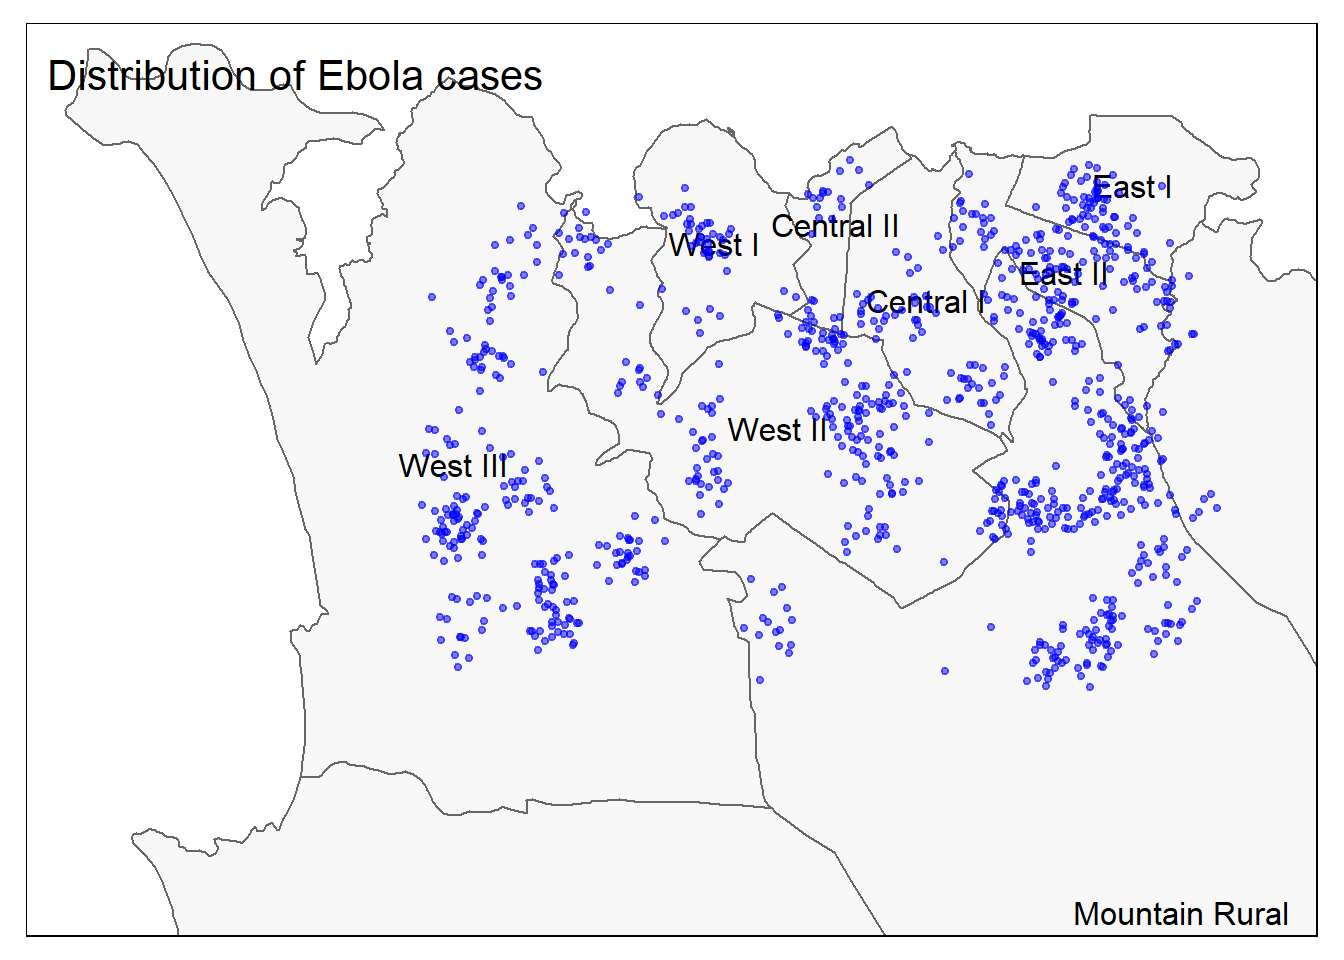 Distribution of Ebola cases
East I
Central II
West I
East II
Central I
West II
West III
Mountain Rural